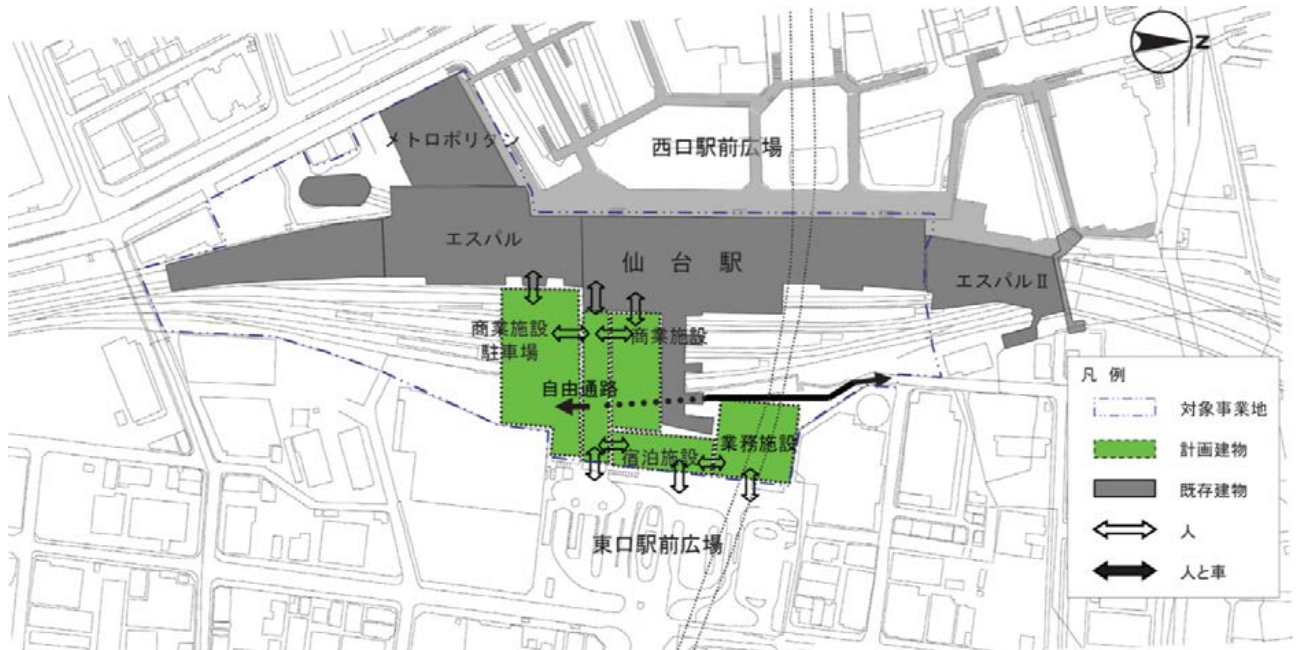 Z
メトロポリタン
西口駅前広場
エスパル
仙台駅
エスパルⅡ
商業施設
駐車場
商業施設
自由通路
宿泊施設
業務施設
東口駅前広場
凡 例
対象事業地
計画建物
既存建物
人
人と車